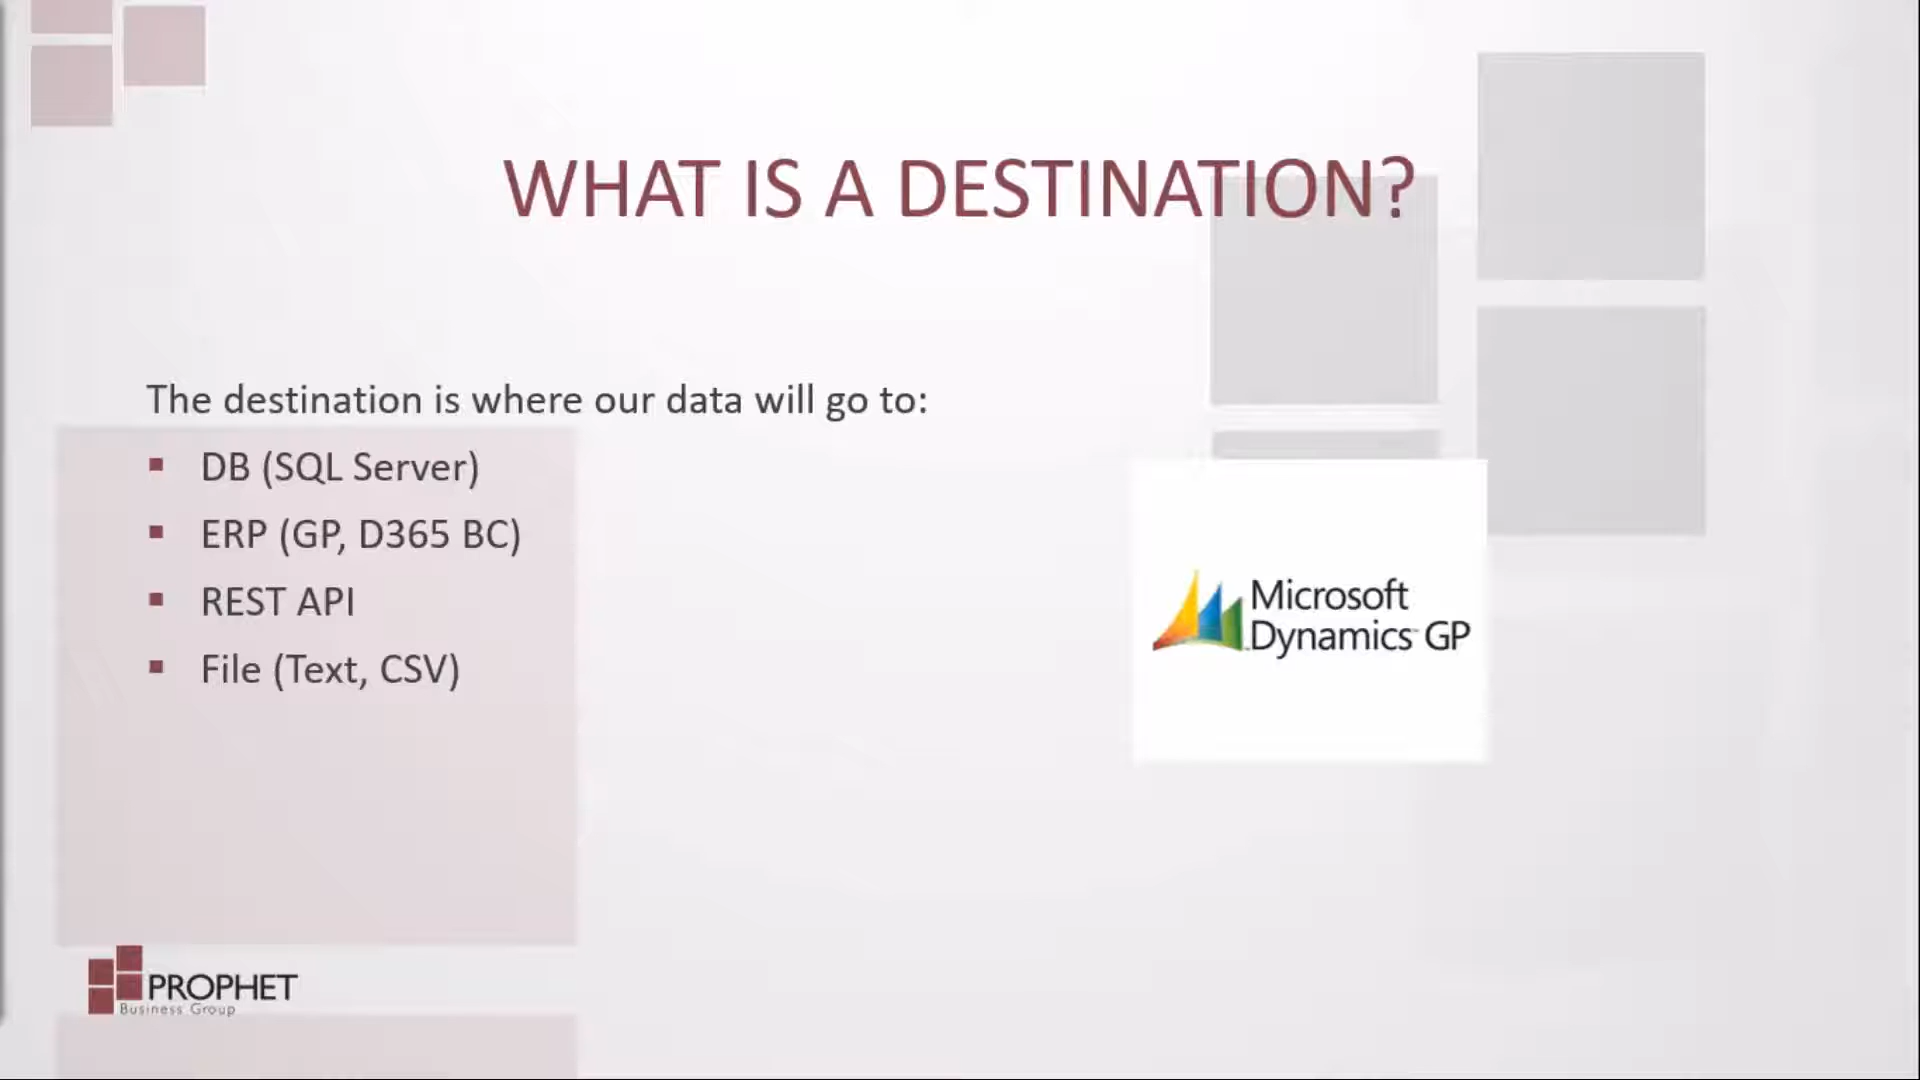 WHAT IS A DESTINATION?
The destination is where our data will go to:
▪ DB (SQL Server)
▪ ERP (GP, D365 BC)
▪ REST API
▪ File (Text, CSV)
Microsoft
Dynamics GP
PROPHET
Business Group